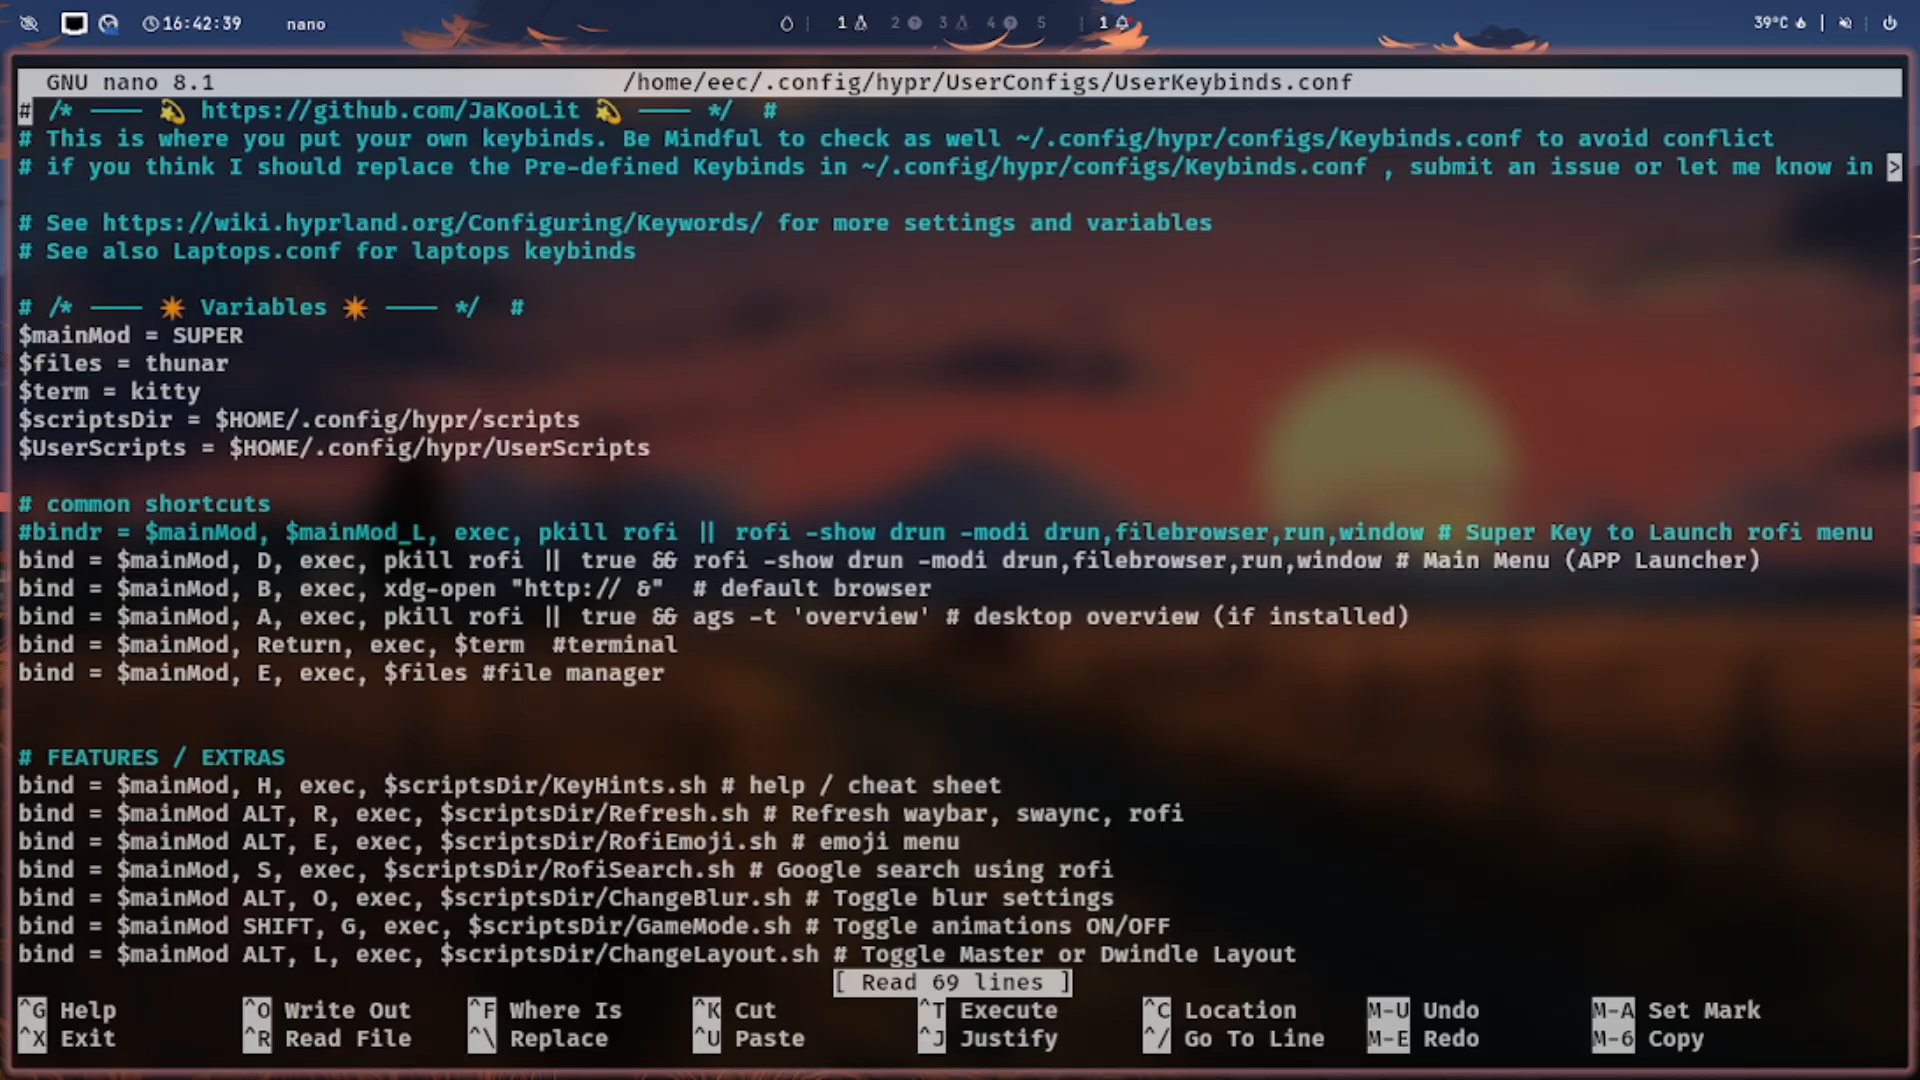 16:42:39 nano 1 2 3 4 5 1 39°C
GNU nano 8.1 /home/eec/.config/hypr/UserConfigs/UserKeybinds.conf
# /* ---- 💫 https://github.com/JaKooLit 💫 ---- */  #
# This is where you put your own keybinds. Be Mindful to check as well ~/.config/hypr/configs/Keybinds.conf to avoid conflict
# if you think I should replace the Pre-defined Keybinds in ~/.config/hypr/configs/Keybinds.conf , submit an issue or let me know in >
# See https://wiki.hyprland.org/Configuring/Keywords/ for more settings and variables
# See also Laptops.conf for laptops keybinds
# /* ---- ✴️ Variables ✴️ ---- */  #
$mainMod = SUPER
$files = thunar
$term = kitty
$scriptsDir = $HOME/.config/hypr/scripts
$UserScripts = $HOME/.config/hypr/UserScripts
# common shortcuts
#bindr = $mainMod, $mainMod_L, exec, pkill rofi || rofi -show drun -modi drun,filebrowser,run,window # Super Key to Launch rofi menu
bind = $mainMod, D, exec, pkill rofi || true && rofi -show drun -modi drun,filebrowser,run,window # Main Menu (APP Launcher)
bind = $mainMod, B, exec, xdg-open "http:// &"  # default browser
bind = $mainMod, A, exec, pkill rofi || true && ags -t 'overview' # desktop overview (if installed)
bind = $mainMod, Return, exec, $term  #terminal
bind = $mainMod, E, exec, $files #file manager
# FEATURES / EXTRAS
bind = $mainMod, H, exec, $scriptsDir/KeyHints.sh # help / cheat sheet
bind = $mainMod ALT, R, exec, $scriptsDir/Refresh.sh # Refresh waybar, swaync, rofi
bind = $mainMod ALT, E, exec, $scriptsDir/RofiEmoji.sh # emoji menu
bind = $mainMod, S, exec, $scriptsDir/RofiSearch.sh # Google search using rofi
bind = $mainMod ALT, O, exec, $scriptsDir/ChangeBlur.sh # Toggle blur settings
bind = $mainMod SHIFT, G, exec, $scriptsDir/GameMode.sh # Toggle animations ON/OFF
bind = $mainMod ALT, L, exec, $scriptsDir/ChangeLayout.sh # Toggle Master or Dwindle Layout
[ Read 69 lines ]
^G Help ^O Write Out ^F Where Is ^K Cut ^T Execute ^C Location M-U Undo M-A Set Mark
^X Exit ^R Read File ^\ Replace ^U Paste ^J Justify ^/ Go To Line M-E Redo M-6 Copy